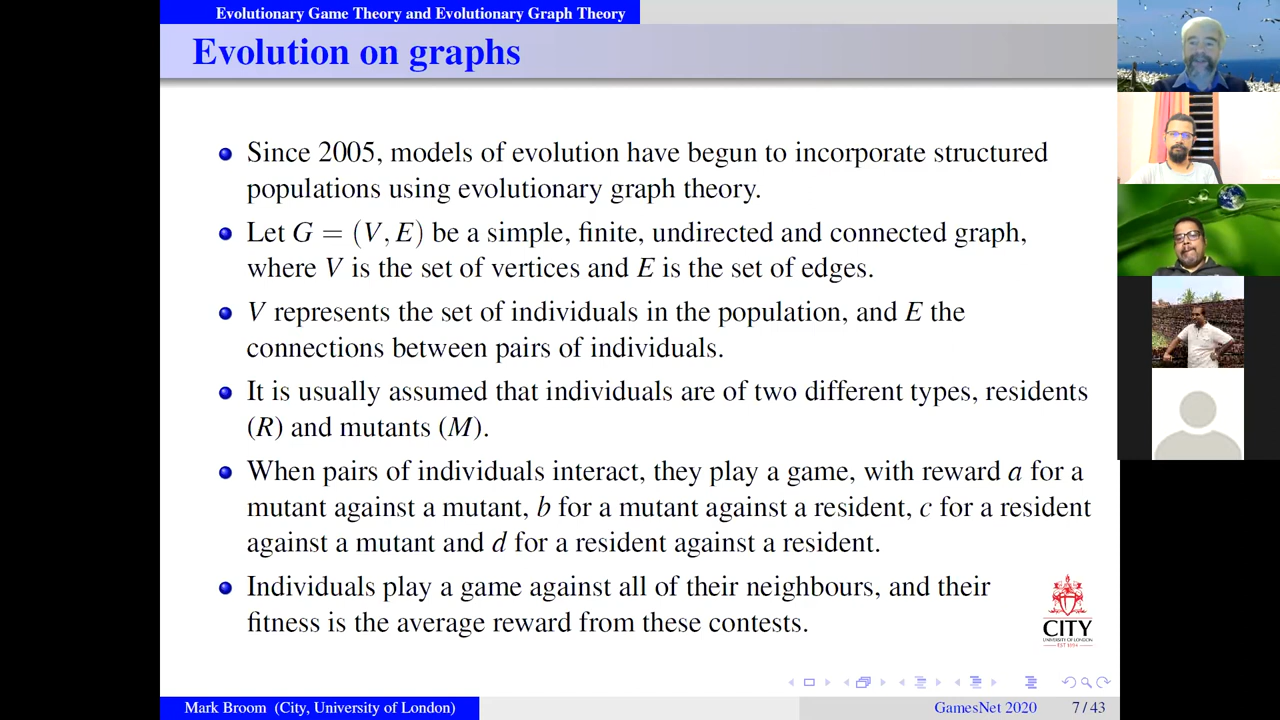 Evolutionary Game Theory and Evolutionary Graph Theory
Evolution on graphs
Since 2005, models of evolution have begun to incorporate structured
populations using evolutionary graph theory.
Let G = (V, E) be a simple, finite, undirected and connected graph,
where V is the set of vertices and E is the set of edges.
V represents the set of individuals in the population, and E the
connections between pairs of individuals.
It is usually assumed that individuals are of two different types, residents
(R) and mutants (M).
When pairs of individuals interact, they play a game, with reward a for a
mutant against a mutant, b for a mutant against a resident, c for a resident
against a mutant and d for a resident against a resident.
Individuals play a game against all of their neighbours, and their
fitness is the average reward from these contests.
CITY
UNIVERSITY OF LONDON
EST 1894
Mark Broom (City, University of London)
GamesNet 2020
7 / 43